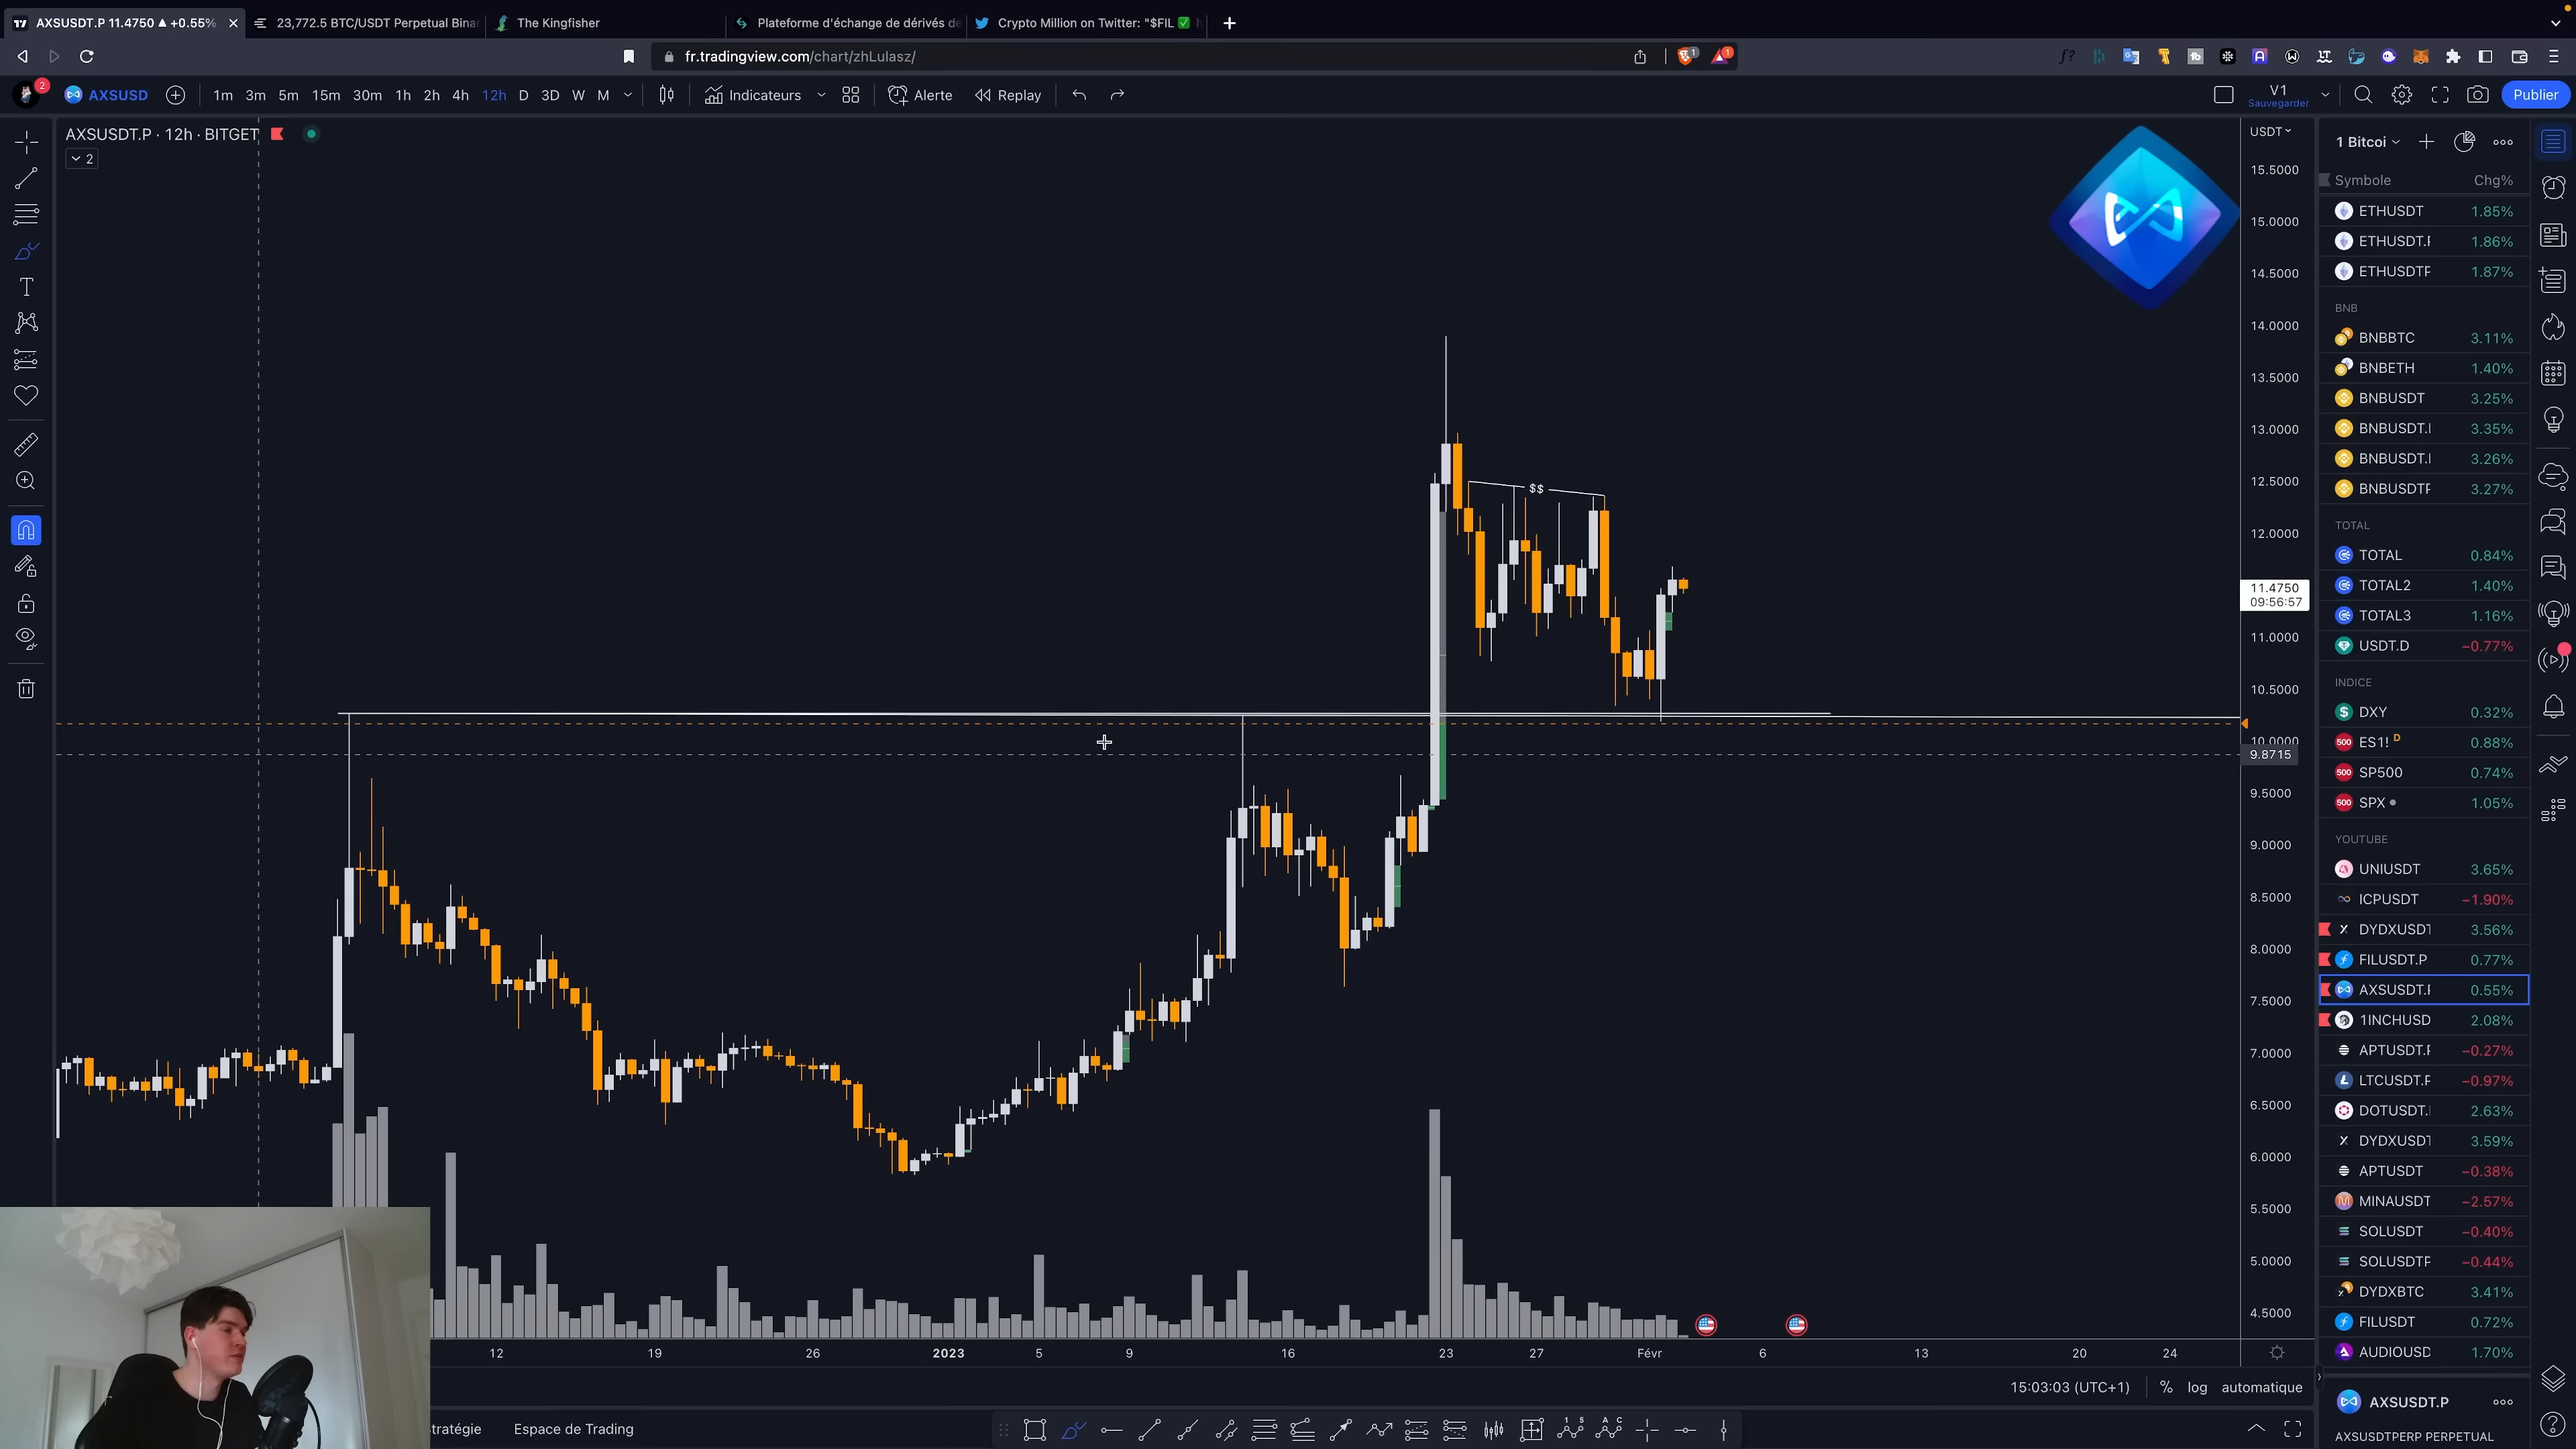 AXSUSDT.P 11.4750 ▲ +0.55%
23,772.5 BTC/USDT Perpetual Binan
The Kingfisher
Plateforme d'échange de dérivés de
Crypto Million on Twitter: "$FIL ✅
fr.tradingview.com/chart/zhLulasz/
2
AXSUSD
1m 3m 5m 15m 30m 1h 2h 4h 12h D 3D W M
Indicateurs
Alerte
Replay
V1
Sauvegarder
Publier
AXSUSDT.P · 12h · BITGET
2
USDT
15.5000
15.0000
14.5000
14.0000
13.5000
13.0000
12.5000
12.0000
11.4750
09:56:57
11.0000
10.5000
10.0000
9.8715
9.5000
9.0000
8.5000
8.0000
7.5000
7.0000
6.5000
6.0000
5.5000
5.0000
4.5000
$$
12 19 26 2023 5 9 16 23 27 Févr 6 13 20 24
15:03:03 (UTC+1) % log automatique
stratégie
Espace de Trading
1 Bitcoi
Symbole Chg%
ETHUSDT 1.85%
ETHUSDT.P 1.86%
ETHUSDTP 1.87%
BNB
BNBBTC 3.11%
BNBETH 1.40%
BNBUSDT 3.25%
BNBUSDT.I 3.35%
BNBUSDT.I 3.26%
BNBUSDTP 3.27%
TOTAL
TOTAL 0.84%
TOTAL2 1.40%
TOTAL3 1.16%
USDT.D −0.77%
INDICE
DXY 0.32%
ES1! D 0.88%
SP500 0.74%
SPX 1.05%
YOUTUBE
UNIUSDT 3.65%
ICPUSDT −1.90%
DYDXUSDT 3.56%
FILUSDT.P 0.77%
AXSUSDT.P 0.55%
1INCHUSD 2.08%
APTUSDT.P −0.27%
LTCUSDT.P −0.97%
DOTUSDT.I 2.63%
DYDXUSDT 3.59%
APTUSDT −0.38%
MINAUSDT −2.57%
SOLUSDT −0.40%
SOLUSDTP −0.44%
DYDXBTC 3.41%
FILUSDT 0.72%
AUDIOUSD 1.70%
AXSUSDT.P
AXSUSDTPERP PERPETUAL